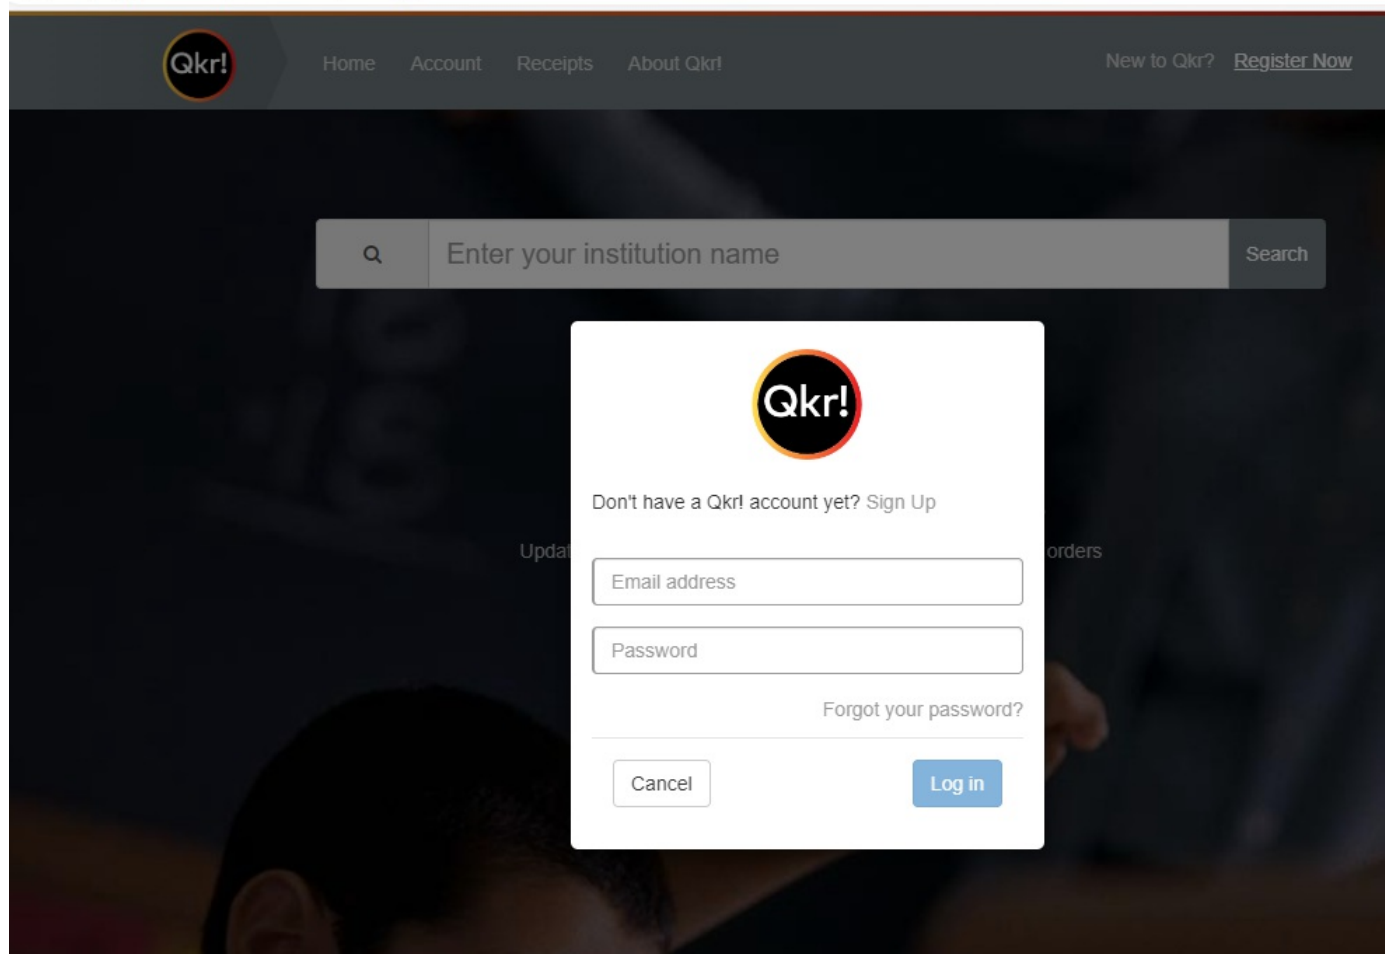 Qkr!
Home Account Receipts About Qkr!
New to Qkr? Register Now
Enter your institution name
Search
Qkr!
Don't have a Qkr! account yet? Sign Up
Updat
orders
Email address
Password
Forgot your password?
Cancel
Log in